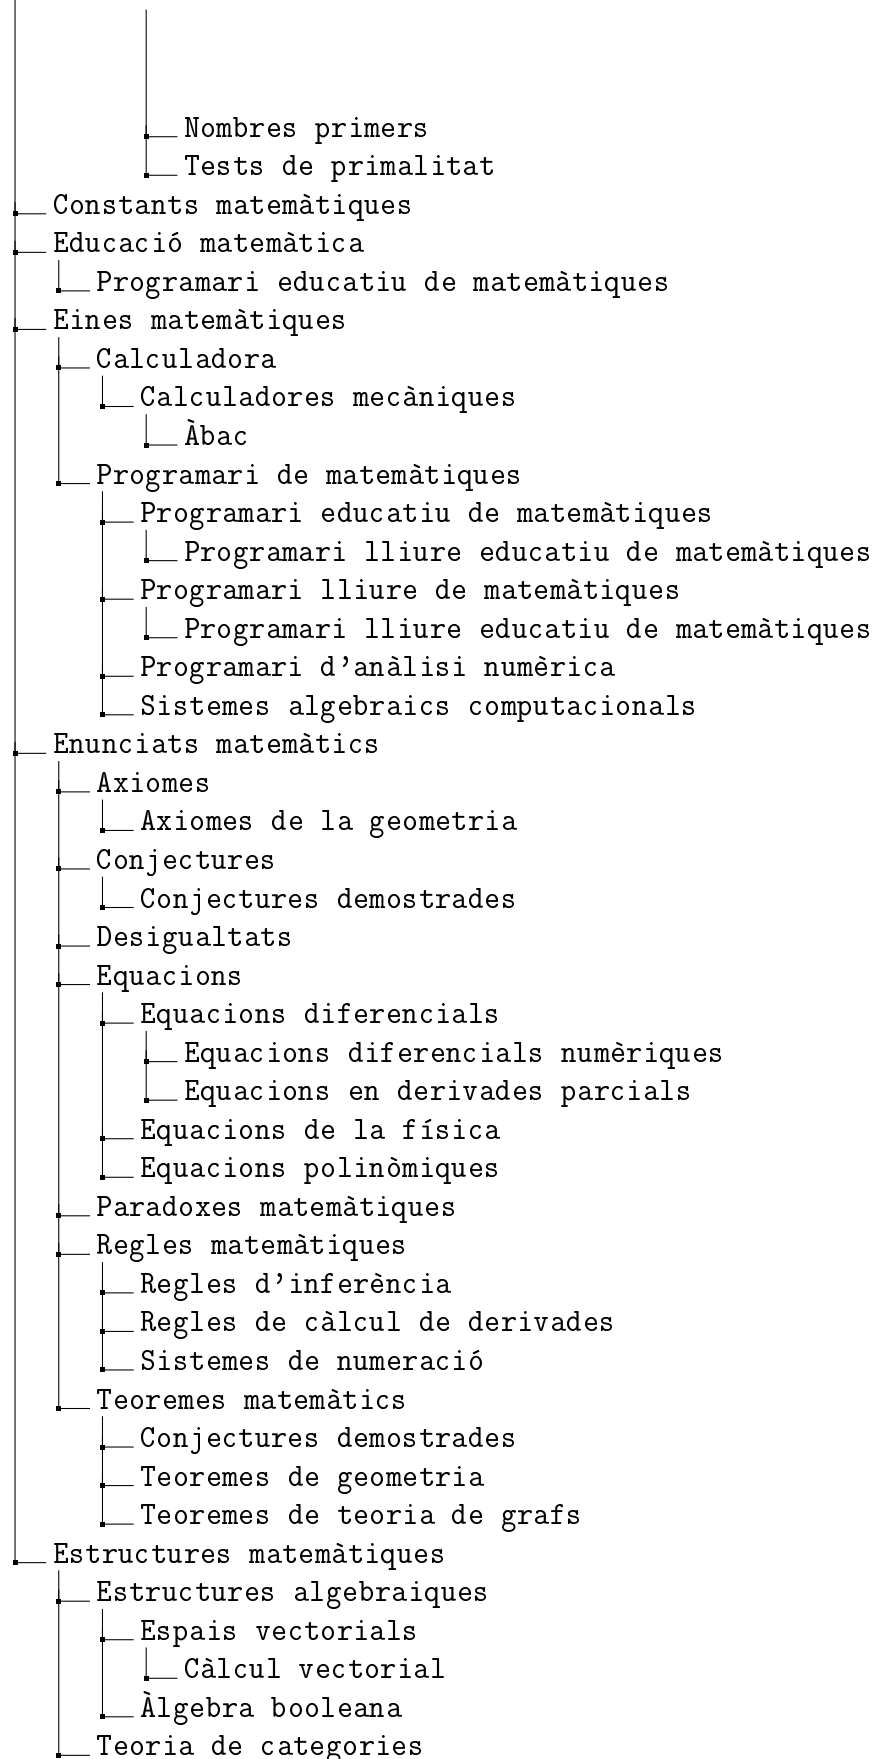 Nombres primers
Tests de primalitat
Constants matemàtiques
Educació matemàtica
Programari educatiu de matemàtiques
Eines matemàtiques
Calculadora
Calculadores mecàniques
Àbac
Programari de matemàtiques
Programari educatiu de matemàtiques
Programari lliure educatiu de matemàtiques
Programari lliure de matemàtiques
Programari lliure educatiu de matemàtiques
Programari d'anàlisi numèrica
Sistemes algebraics computacionals
Enunciats matemàtics
Axiomes
Axiomes de la geometria
Conjectures
Conjectures demostrades
Desigualtats
Equacions
Equacions diferencials
Equacions diferencials numèriques
Equacions en derivades parcials
Equacions de la física
Equacions polinòmiques
Paradoxes matemàtiques
Regles matemàtiques
Regles d'inferència
Regles de càlcul de derivades
Sistemes de numeració
Teoremes matemàtics
Conjectures demostrades
Teoremes de geometria
Teoremes de teoria de grafs
Estructures matemàtiques
Estructures algebraiques
Espais vectorials
Càlcul vectorial
Àlgebra booleana
Teoria de categories